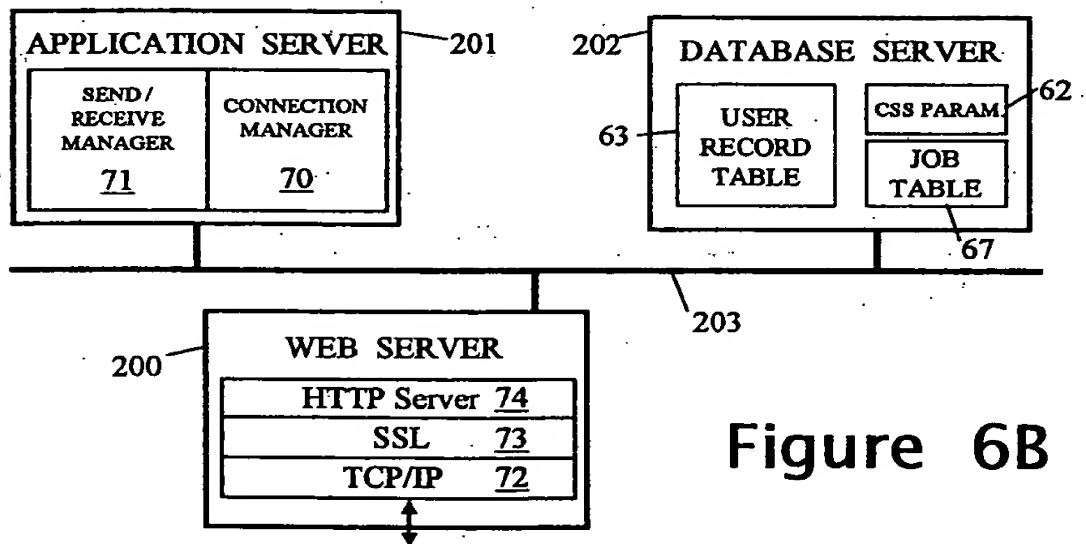 APPLICATION SERVER
201
SEND /
RECEIVE
MANAGER
71
CONNECTION
MANAGER
70
202
DATABASE SERVER
63
USER
RECORD
TABLE
CSS PARAM.
62
JOB
TABLE
67
203
200
WEB SERVER
HTTP Server 74
SSL 73
TCP/IP 72
Figure 6B